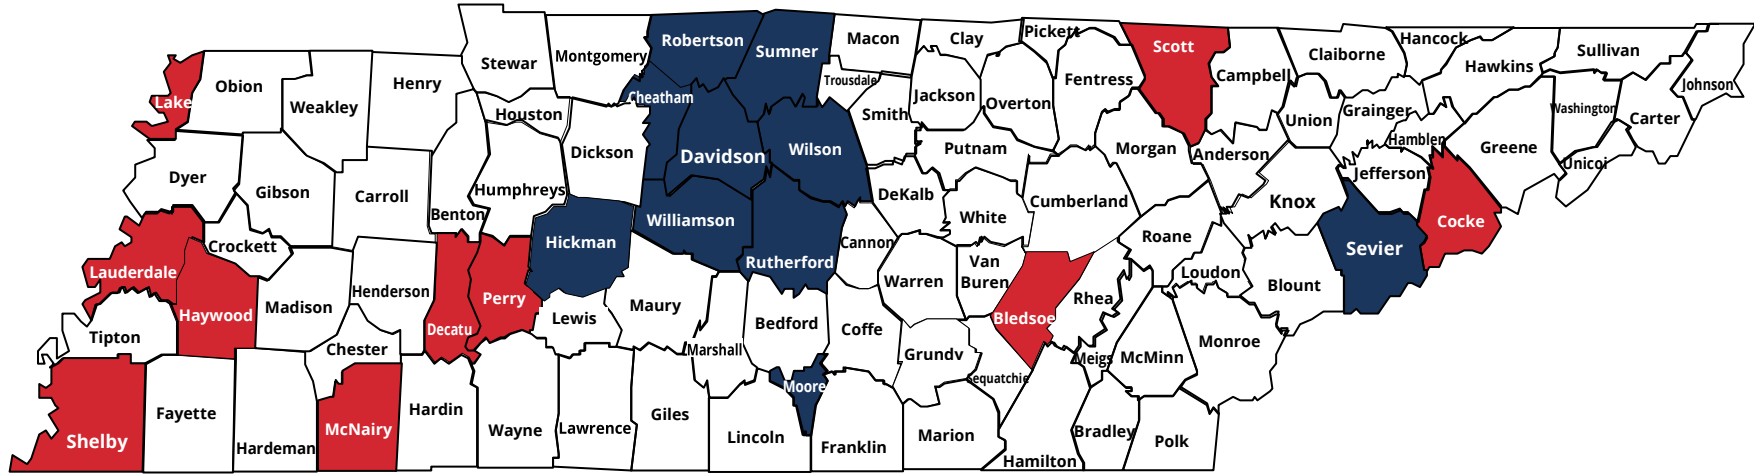 Robertson
Sumner
Macon
Clay
Pickett
Scott
Claiborne
Hancock
Sullivan
Hawkins
Johnson
Stewar
Montgomery
Trousdale
Fentress
Campbell
Lake
Obion
Weakley
Henry
Houston
Cheatham
Smith
Jackson
Overton
Union
Grainger
Washington
Carter
Hamblen
Greene
Unicoi
Dyer
Gibson
Carroll
Benton
Humphreys
Dickson
Davidson
Wilson
Putnam
DeKalb
White
Cumberland
Morgan
Anderson
Knox
Jefferson
Cocke
Sevier
Crockett
Lauderdale
Haywood
Madison
Henderson
Decatu
Perry
Hickman
Williamson
Rutherford
Cannon
Warren
Van
Buren
Bledsoe
Rhea
Roane
Loudon
Blount
Tipton
Chester
Lewis
Maury
Marshall
Bedford
Coffe
Grundy
Sequatchie
Meigs
McMinn
Monroe
Shelby
Fayette
Hardeman
McNairy
Hardin
Wayne
Lawrence
Giles
Lincoln
Moore
Franklin
Marion
Hamilton
Bradley
Polk